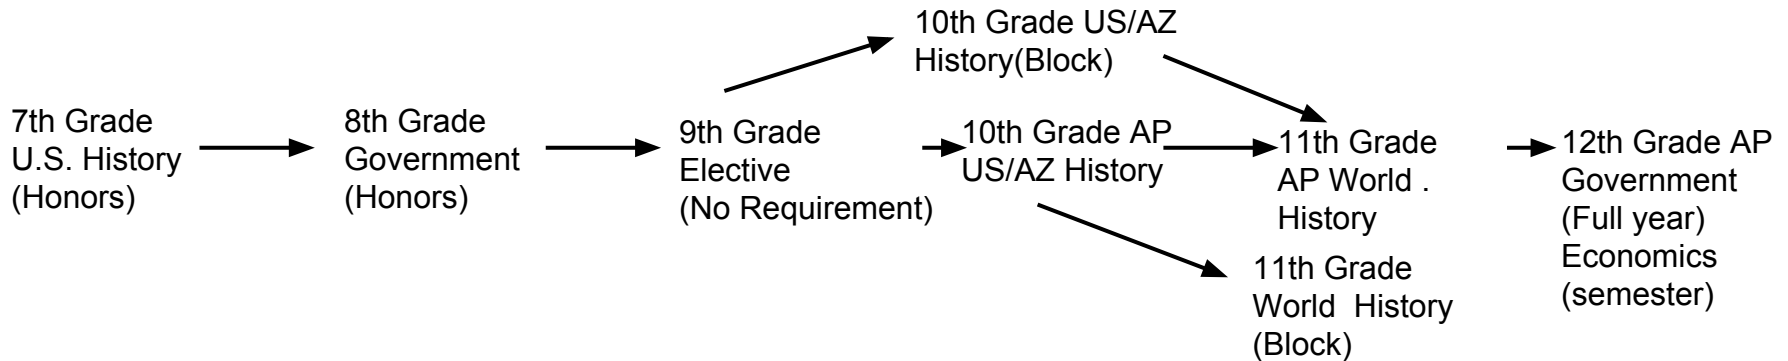 10th Grade US/AZ
History(Block)
7th Grade
U.S. History
(Honors)
8th Grade
Government
(Honors)
9th Grade
Elective
(No Requirement)
10th Grade AP
US/AZ History
11th Grade
AP World .
History
12th Grade AP
Government
(Full year)
Economics
(semester)
11th Grade
World  History
(Block)